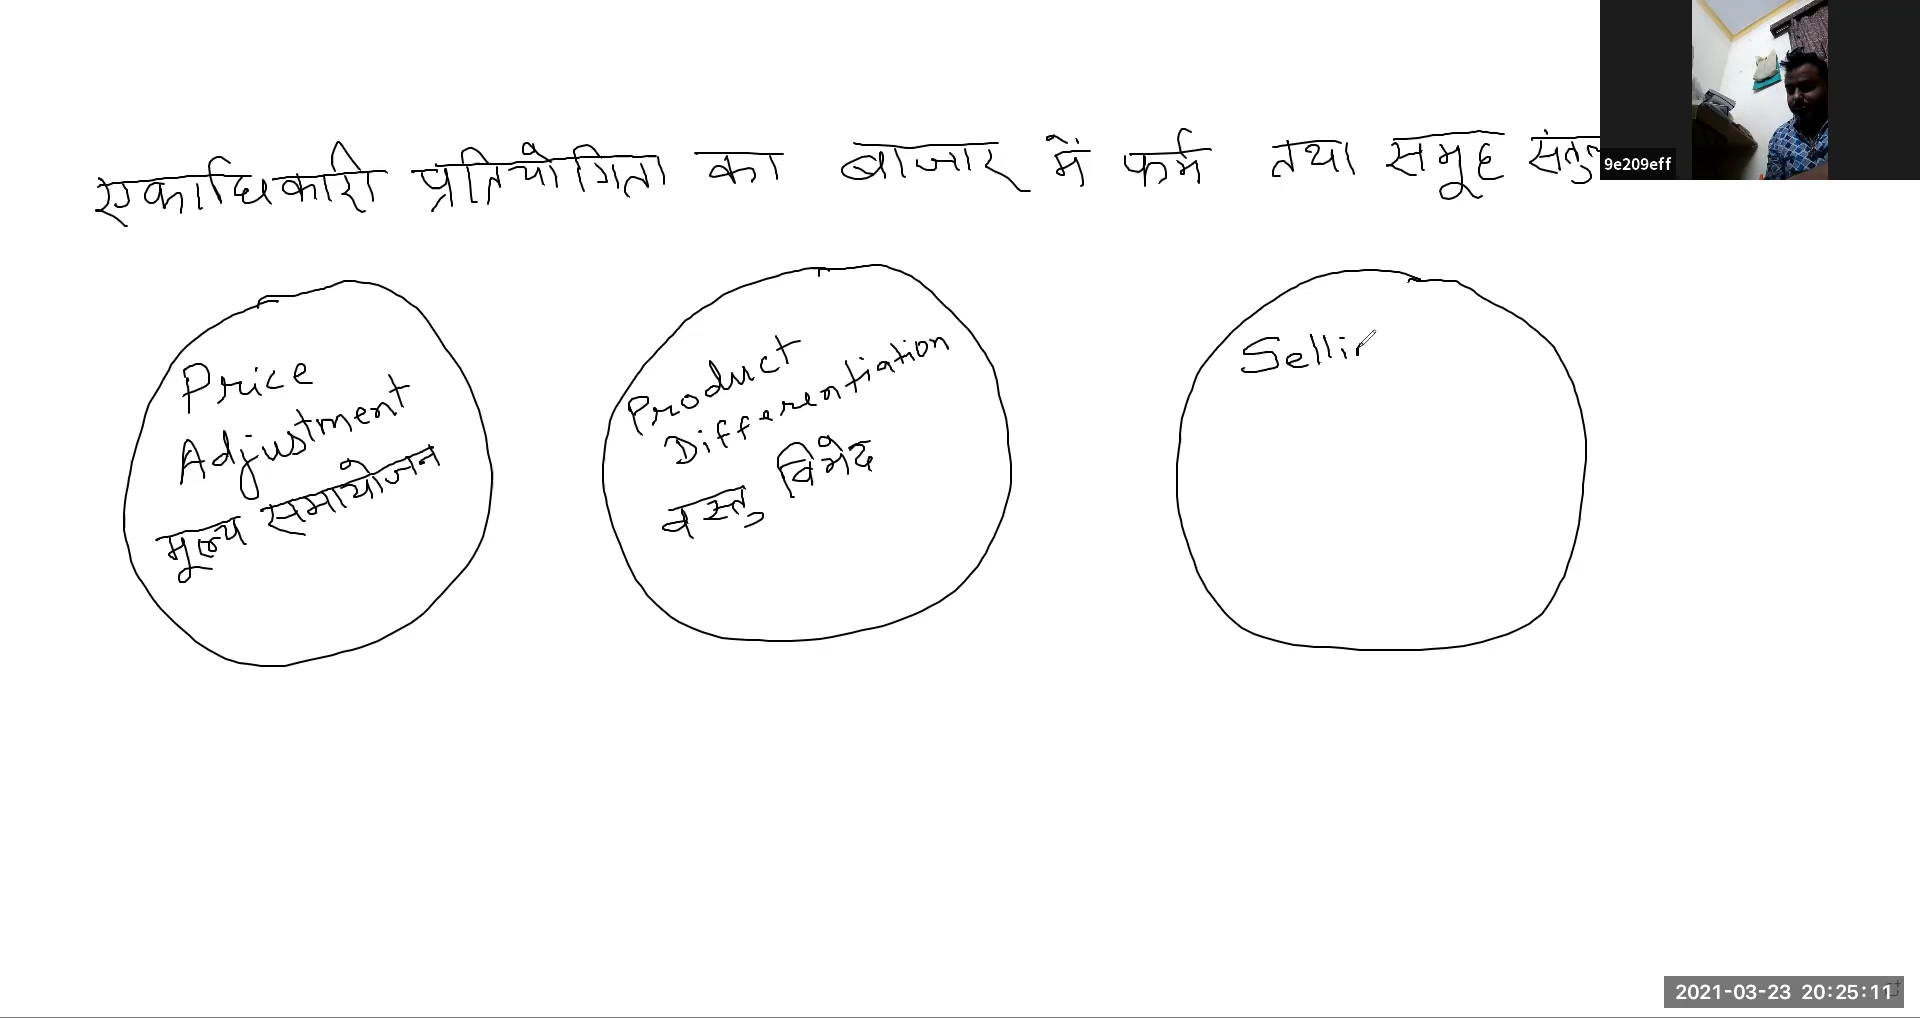 एकाधिकारी प्रतियोगिता का बाजार में फर्म तथा समूह
9e209eff
Price
Adjustment
मूल्य समायोजन
Product
Differentiation
वस्तु विभेद
Sellin
2021-03-23 20:25:11